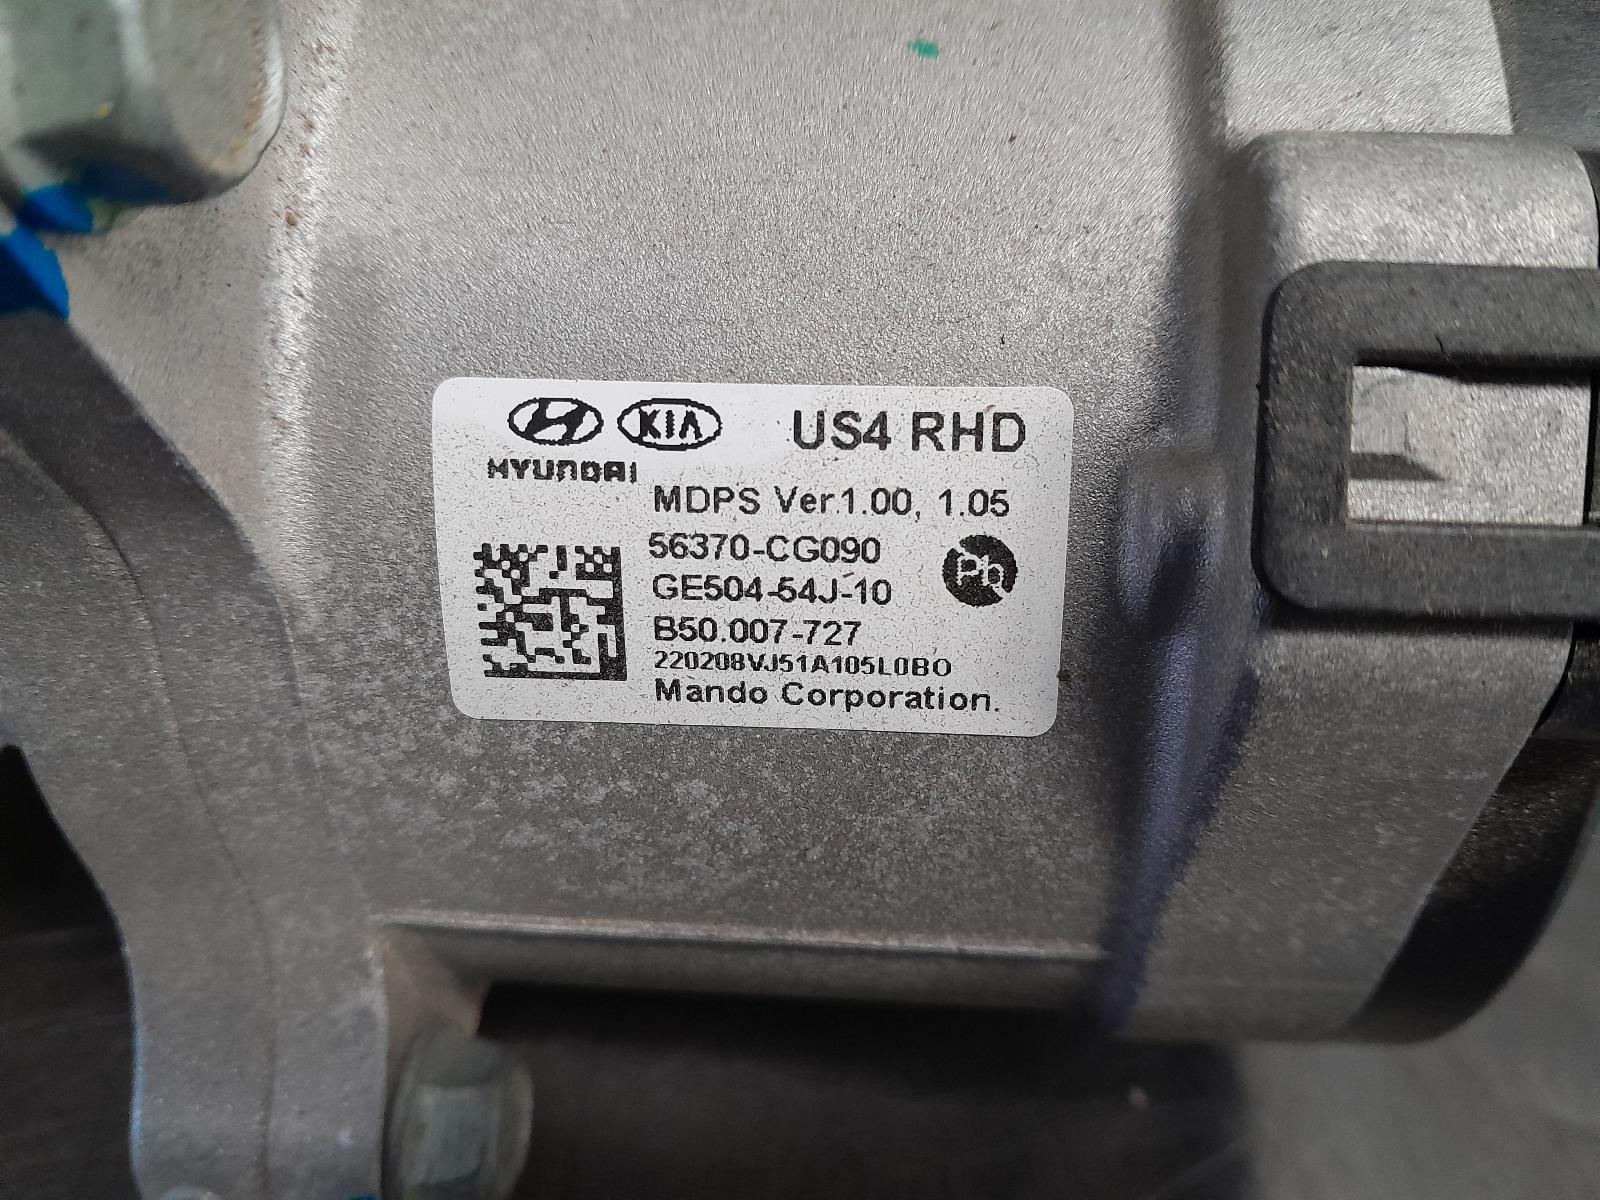 KIA US4 RHD
HYUNDAI
MDPS Ver.1.00, 1.05
56370-CG090
Pb
GE504-54J-10
B50.007-727
220208VJ51A105L0BO
Mando Corporation.